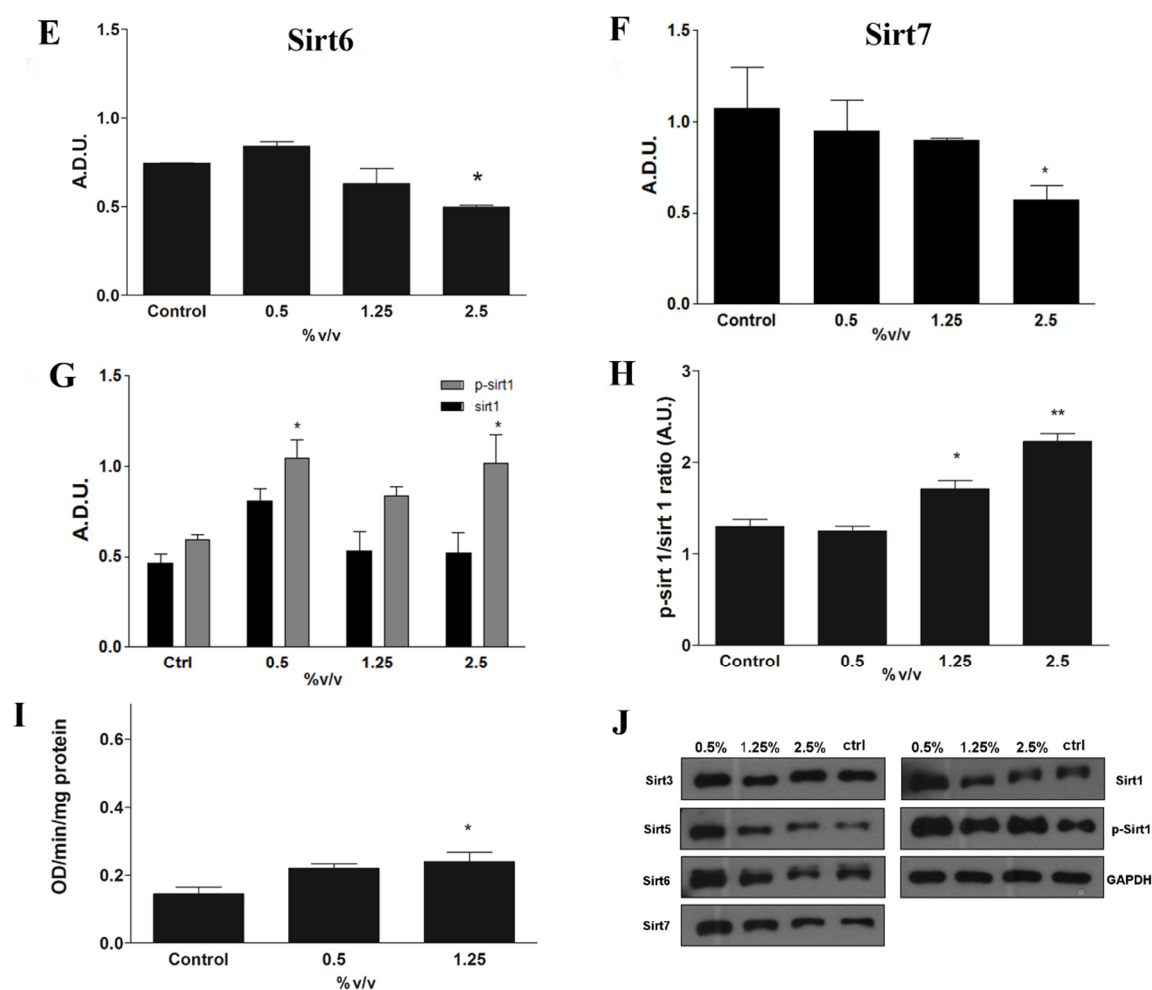 E
Sirt6
A.D.U.
1.5
1.0
0.5
0.0
*
Control 0.5 1.25 2.5
% v/v
F
Sirt7
A.D.U.
1.5
1.0
0.5
0.0
*
Control 0.5 1.25 2.5
%v/v
G
A.D.U.
1.5
1.0
0.5
0.0
p-sirt1
sirt1
* *
Ctrl 0.5 1.25 2.5
%v/v
H
p-sirt 1/sirt 1 ratio (A.U.)
3
2
1
0
* **
Control 0.5 1.25 2.5
% v/v
I
OD/min/mg protein
0.6
0.4
0.2
0.0
*
Control 0.5 1.25
%v/v
J
0.5% 1.25% 2.5% ctrl
Sirt3
Sirt5
Sirt6
Sirt7
0.5% 1.25% 2.5% ctrl
Sirt1
p-Sirt1
GAPDH